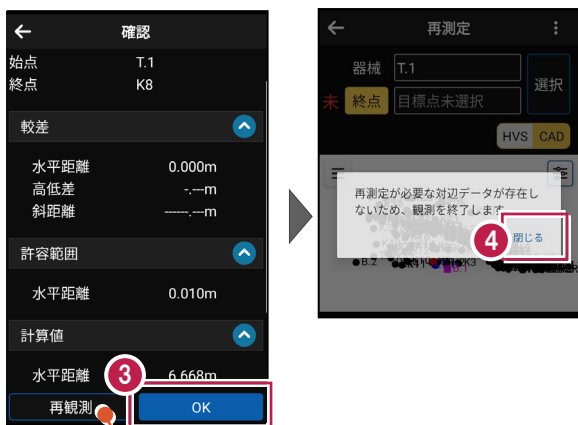 確認
始点 T.1
終点 K8
較差
水平距離 0.000m
高低差 -.---m
斜距離 ------.---m
許容範囲
水平距離 0.010m
計算値
水平距離 6.668m
3
再観測 OK
再測定
器械 T.1
選択
未 終点 目標点未選択
HVS CAD
再測定が必要な対辺データが存在し
ないため、観測を終了します
4 閉じる
B.2 K11 B.1 K3